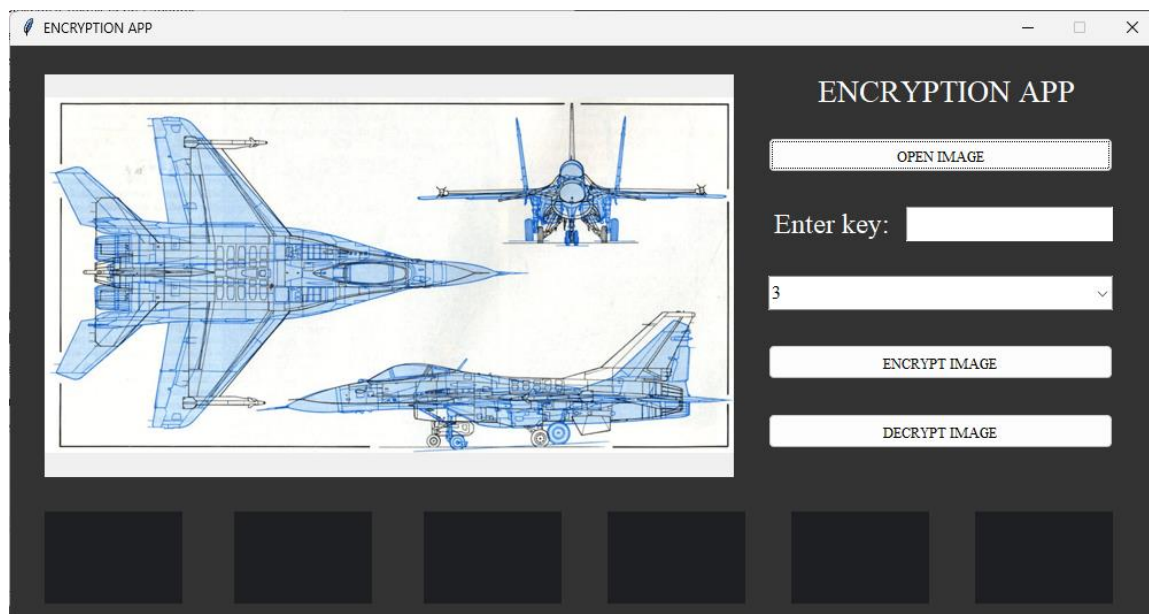 ENCRYPTION APP
ENCRYPTION APP
OPEN IMAGE
Enter key:
3
ENCRYPT IMAGE
DECRYPT IMAGE